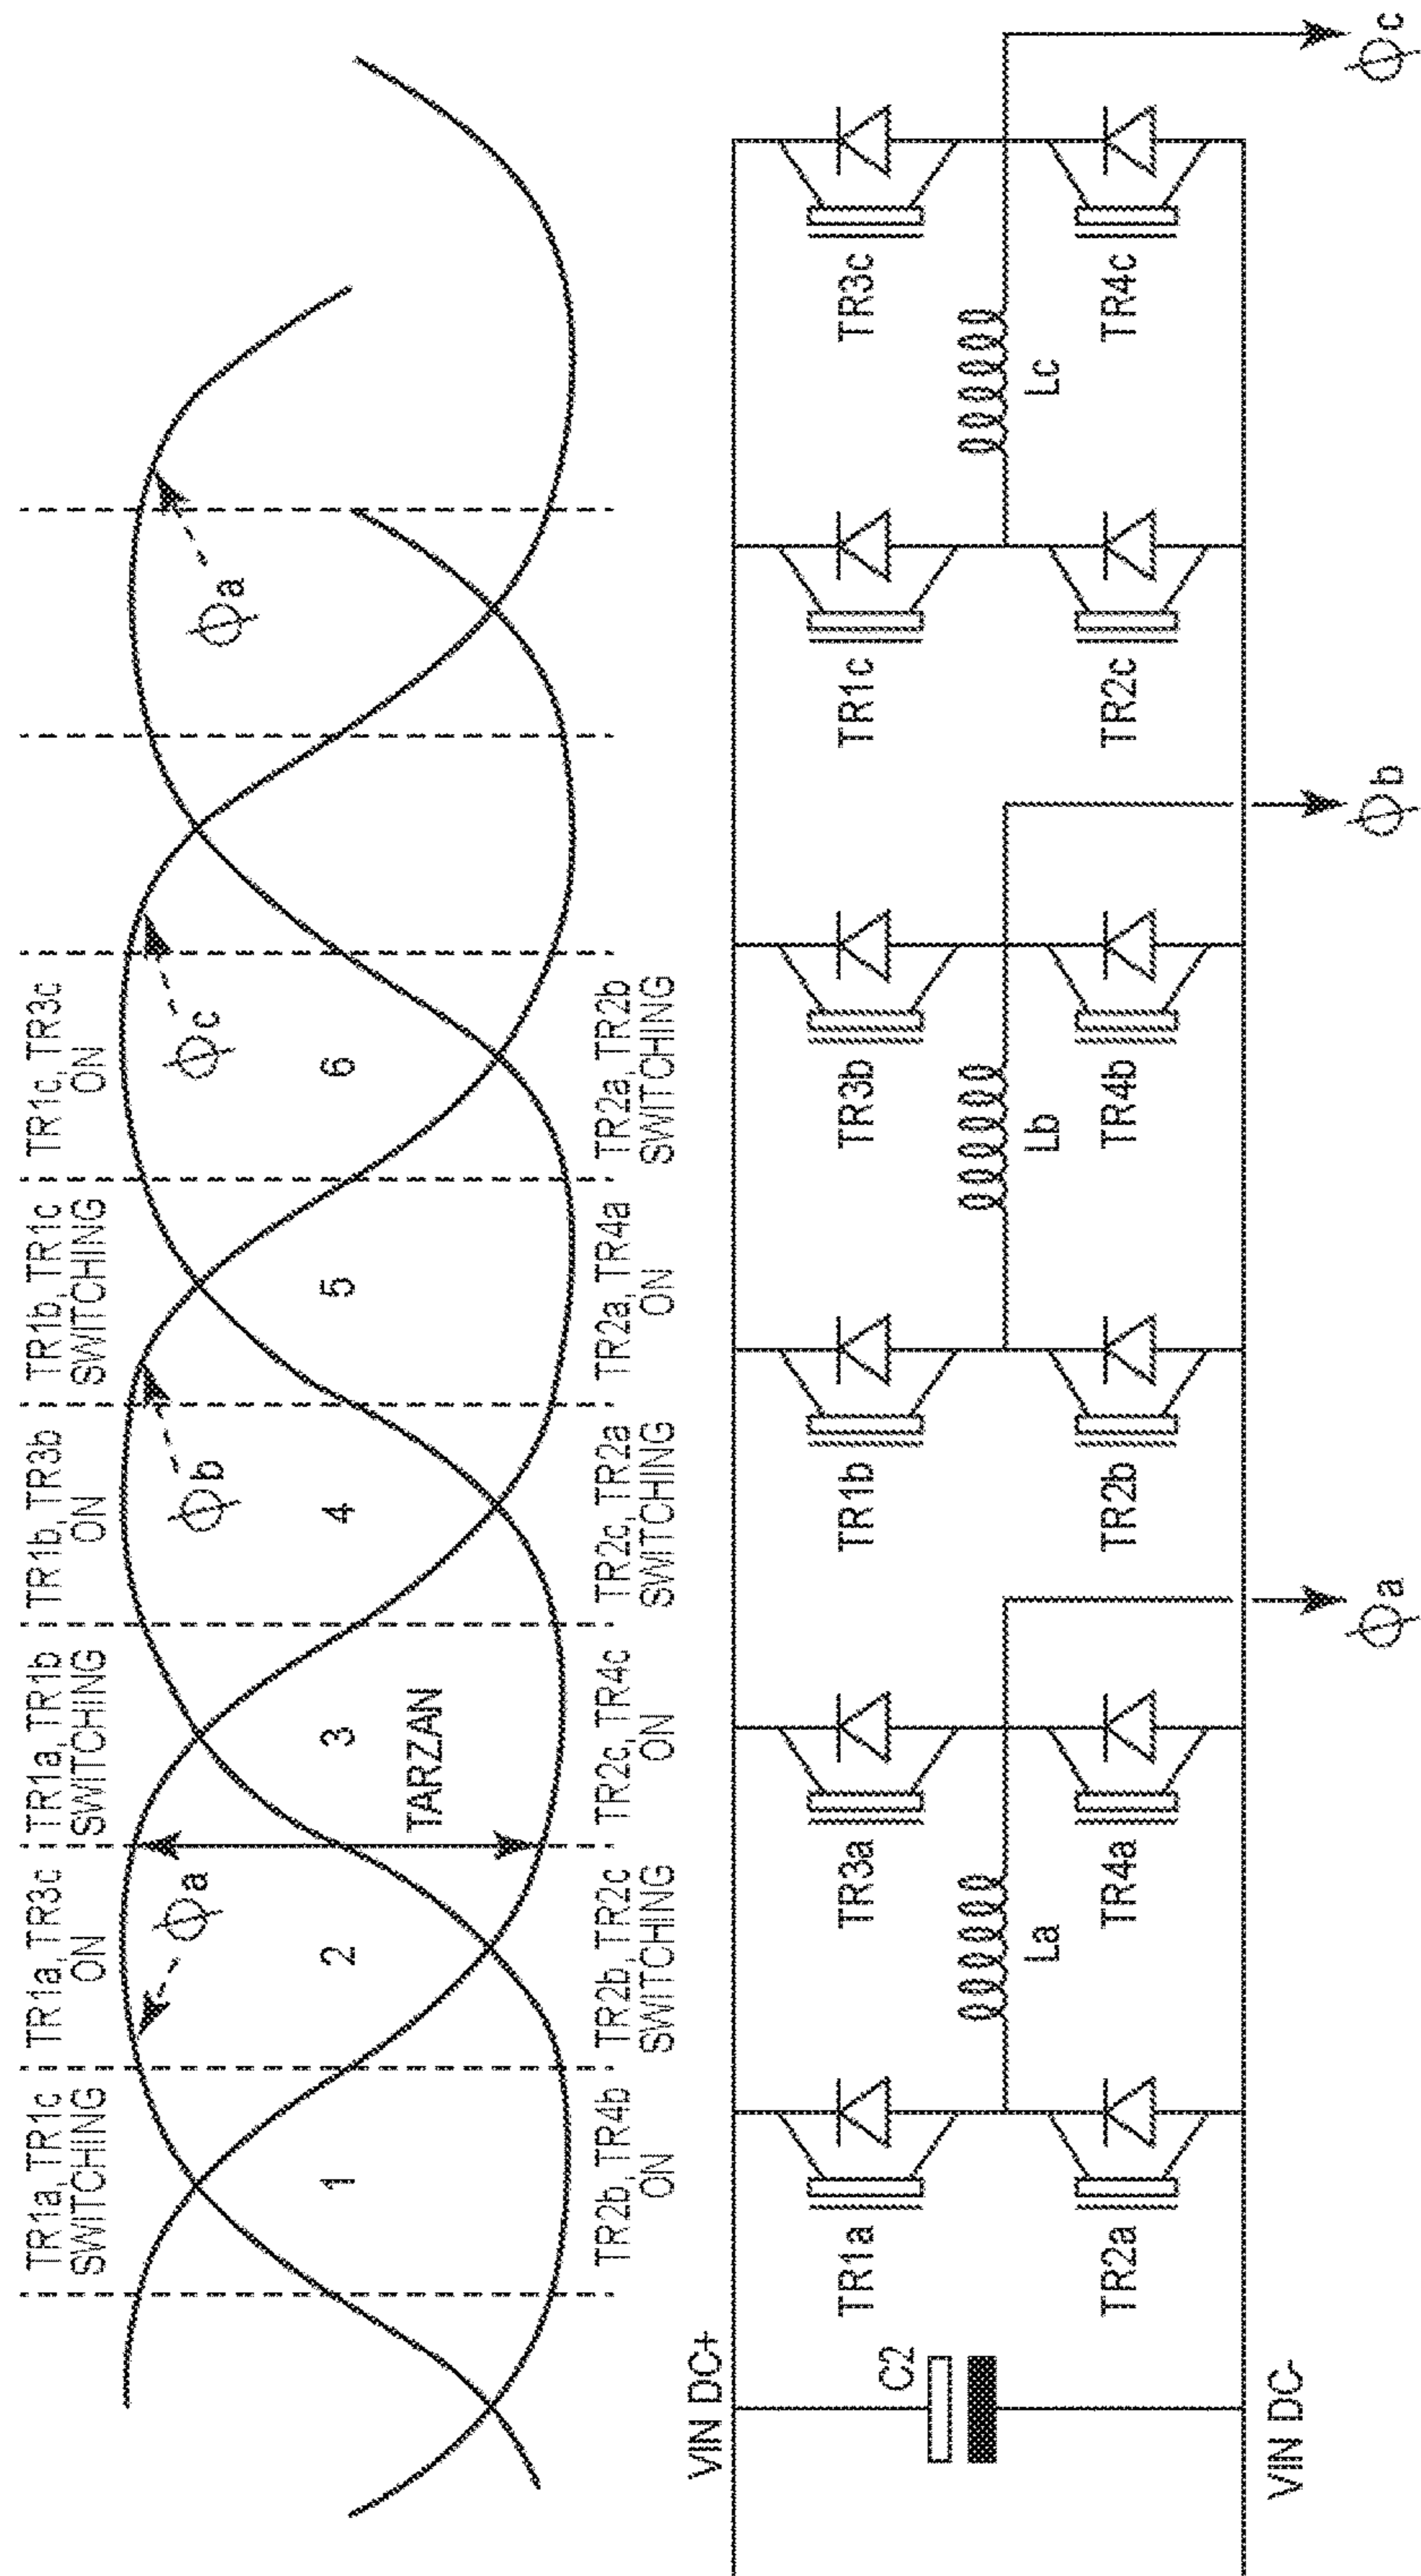 TR1a, TR1c
SWITCHING
TR1a, TR3c
ON
TR1a, TR1b
SWITCHING
TR1b, TR3b
ON
TR1b, TR1c
SWITCHING
TR1c, TR3c
ON
Φa
Φb
Φc
Φa
1
2
3
4
5
6
TARZAN
TR2b, TR4b
ON
TR2b, TR2c
SWITCHING
TR2c, TR4c
ON
TR2c, TR2a
SWITCHING
TR2a, TR4a
ON
TR2a, TR2b
SWITCHING
VIN DC+
C2
TR1a
TR3a
TR1b
TR3b
TR1c
TR3c
La
Lb
Lc
TR2a
TR4a
TR2b
TR4b
TR2c
TR4c
VIN DC-
Φa
Φb
Φc